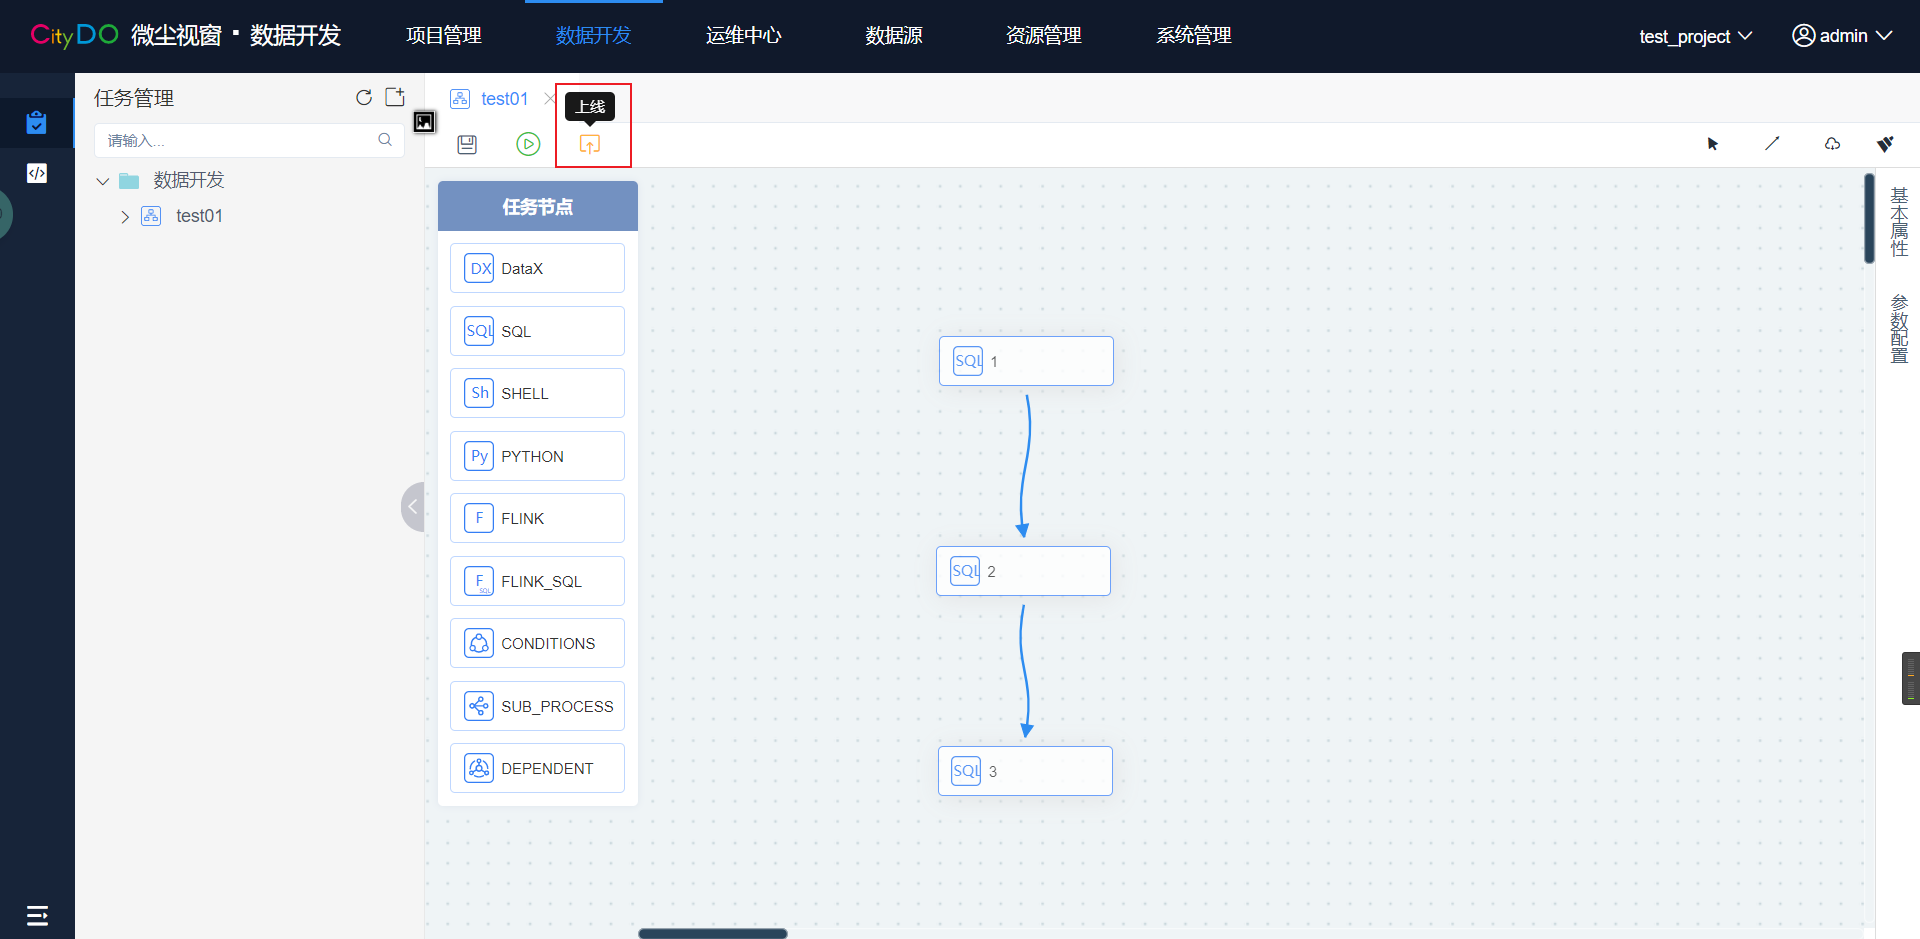 CityDO 微尘视窗·数据开发 项目管理 数据开发 运维中心 数据源 资源管理 系统管理 test_project admin
任务管理
请输入...
数据开发
test01
test01
上线
任务节点
DX DataX
SQL SQL
Sh SHELL
Py PYTHON
F FLINK
F SQL FLINK_SQL
CONDITIONS
SUB_PROCESS
DEPENDENT
SQL 1
SQL 2
SQL 3
基本属性
参数配置